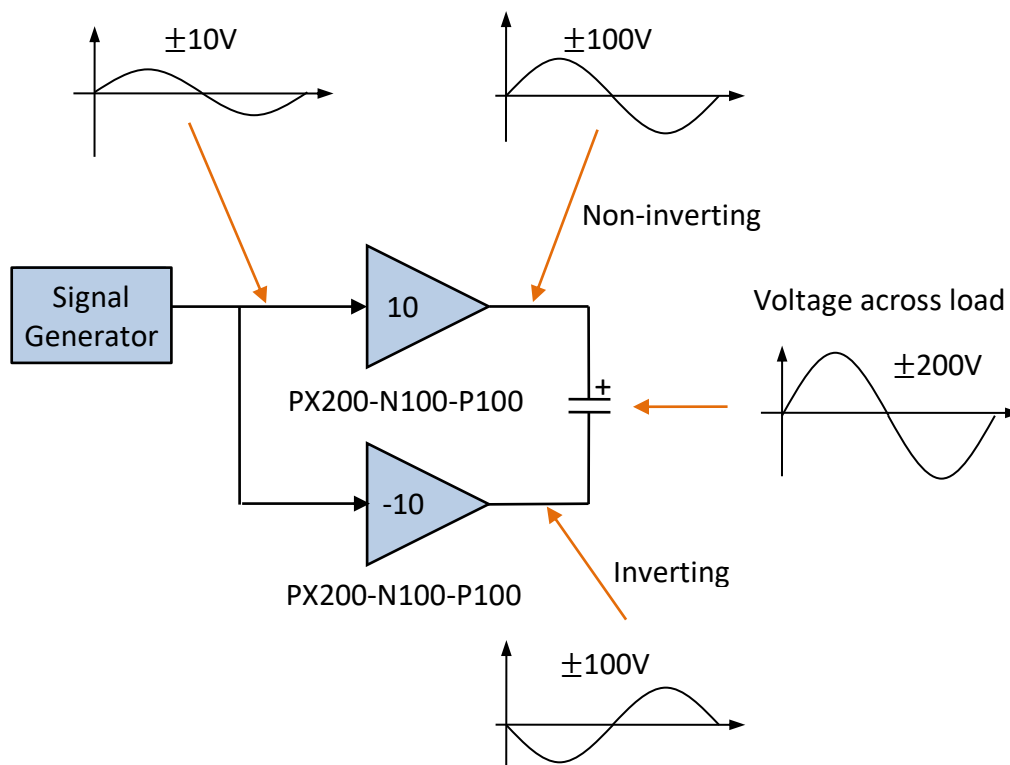 ±10V
±100V
Non-inverting
Signal
Generator
10
Voltage across load
±200V
PX200-N100-P100
+
-10
Inverting
PX200-N100-P100
±100V